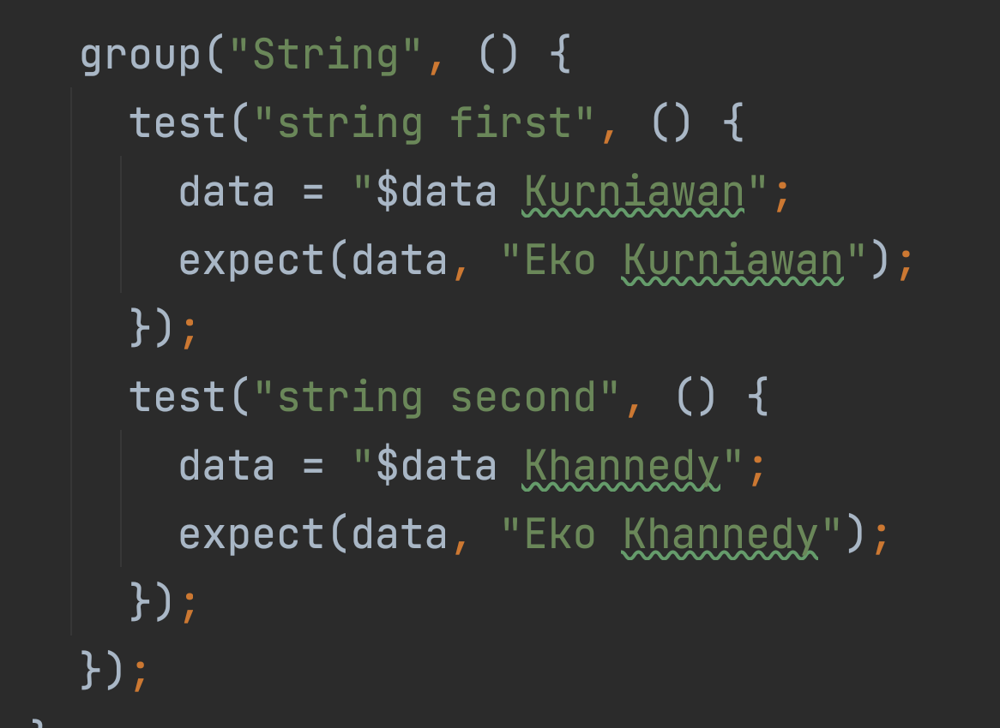 group("String", () {
test("string first", () {
data = "$data Kurniawan";
expect(data, "Eko Kurniawan");
});
test("string second", () {
data = "$data Khannedy";
expect(data, "Eko Khannedy");
});
});
}